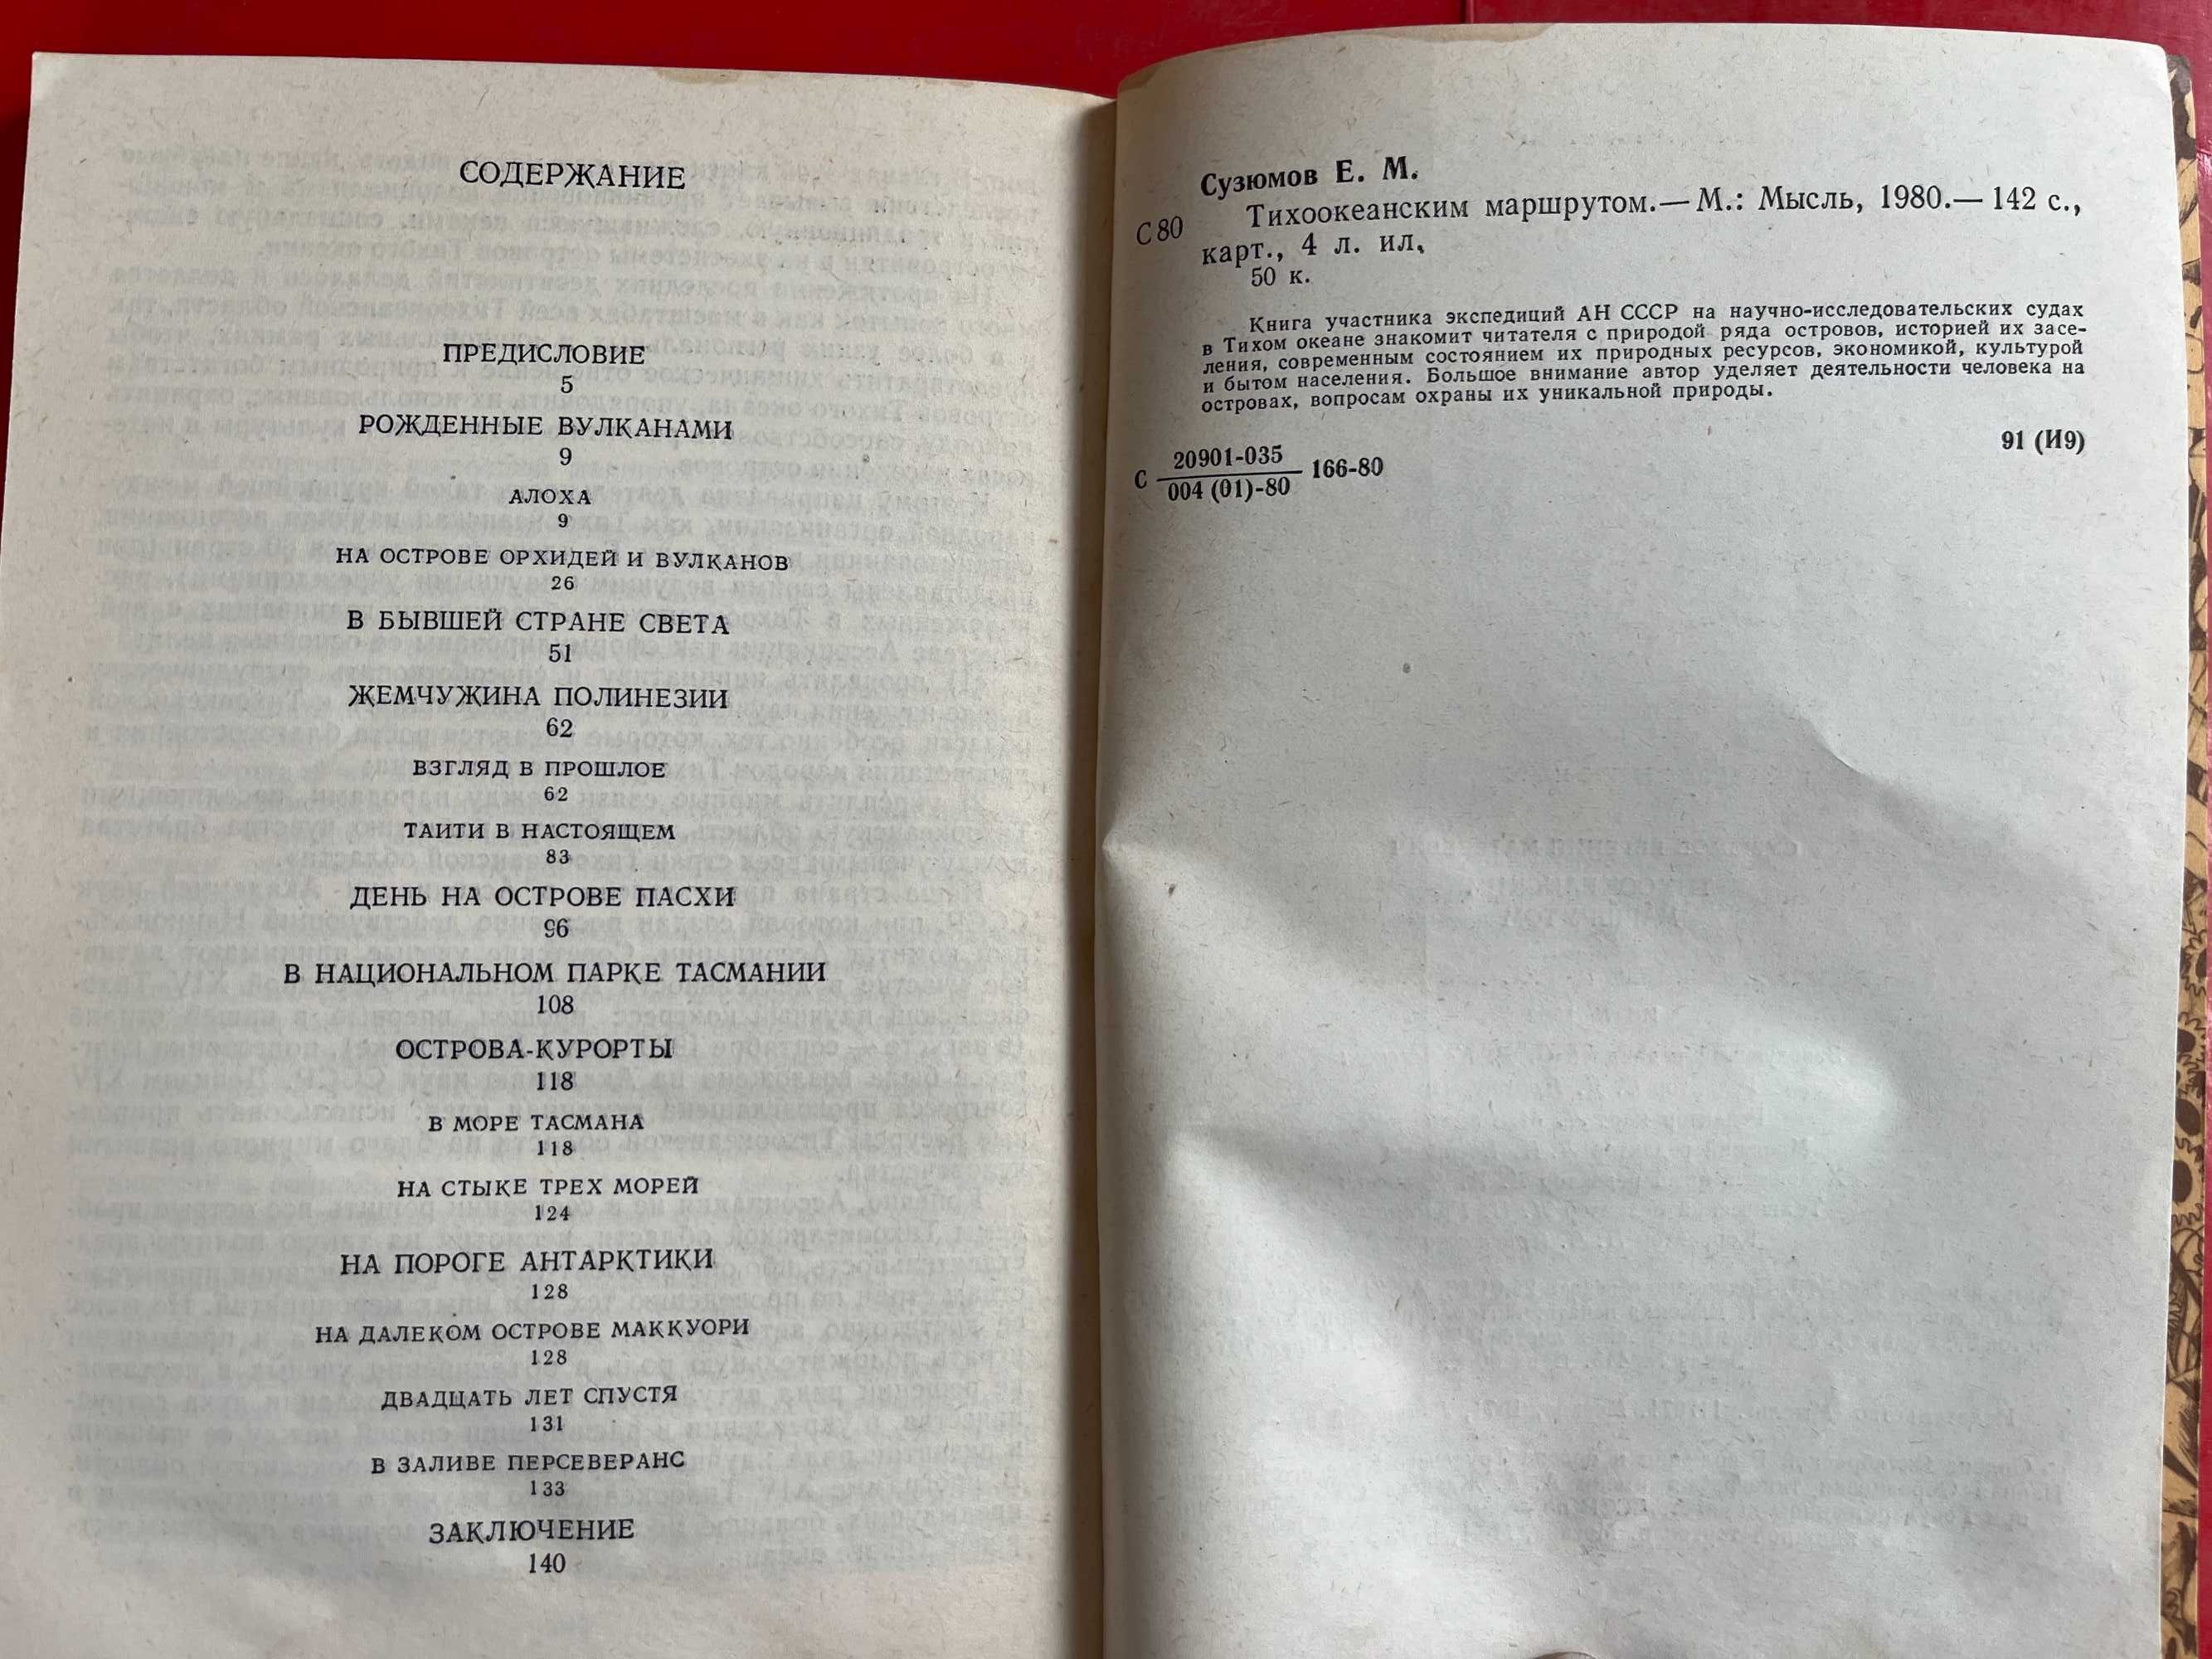 СОДЕРЖАНИЕ
ПРЕДИСЛОВИЕ
5
РОЖДЕННЫЕ ВУЛКАНАМИ
9
АЛОХА
9
НА ОСТРОВЕ ОРХИДЕЙ И ВУЛКАНОВ
26
В БЫВШЕЙ СТРАНЕ СВЕТА
51
ЖЕМЧУЖИНА ПОЛИНЕЗИИ
62
ВЗГЛЯД В ПРОШЛОЕ
62
ТАИТИ В НАСТОЯЩЕМ
83
ДЕНЬ НА ОСТРОВЕ ПАСХИ
96
В НАЦИОНАЛЬНОМ ПАРКЕ ТАСМАНИИ
108
ОСТРОВА-КУРОРТЫ
118
В МОРЕ ТАСМАНА
118
НА СТЫКЕ ТРЕХ МОРЕЙ
124
НА ПОРОГЕ АНТАРКТИКИ
128
НА ДАЛЕКОМ ОСТРОВЕ МАККУОРИ
128
ДВАДЦАТЬ ЛЕТ СПУСТЯ
131
В ЗАЛИВЕ ПЕРСЕВЕРАНС
133
ЗАКЛЮЧЕНИЕ
140
Сузюмов Е. М.
С 80 Тихоокеанским маршрутом.— М.: Мысль, 1980.— 142 с.,
карт., 4 л. ил.
50 к.
Книга участника экспедиций АН СССР на научно-исследовательских судах
в Тихом океане знакомит читателя с природой ряда островов, историей их засе-
ления, современным состоянием их природных ресурсов, экономикой, культурой
и бытом населения. Большое внимание автор уделяет деятельности человека на
островах, вопросам охраны их уникальной природы.
91 (И9)
С 20901-035 166-80
004 (01)-80